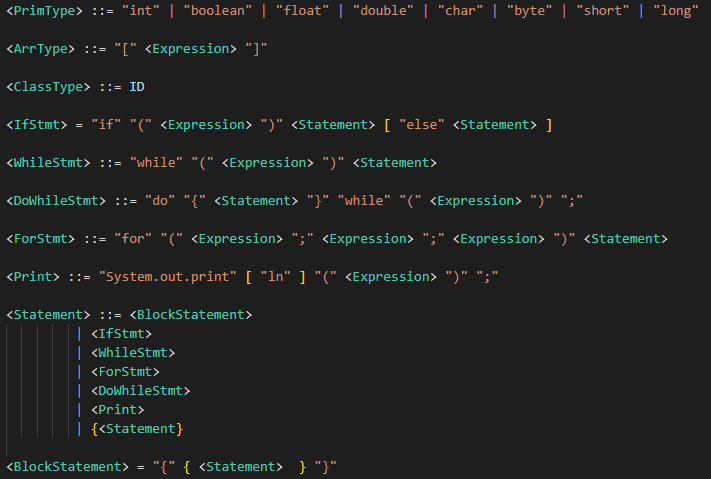 <PrimType> ::= "int" | "boolean" | "float" | "double" | "char" | "byte" | "short" | "long"
<ArrType> ::= "[" <Expression> "]"
<ClassType> ::= ID
<IfStmt> = "if" "(" <Expression> ")" <Statement> [ "else" <Statement> ]
<WhileStmt> ::= "while" "(" <Expression> ")" <Statement>
<DoWhileStmt> ::= "do" "{" <Statement> "}" "while" "(" <Expression> ")" ";"
<ForStmt> ::= "for" "(" <Expression> ";" <Expression> ";" <Expression> ")" <Statement>
<Print> ::= "System.out.print" [ "ln" ] "(" <Expression> ")" ";"
<Statement> ::= <BlockStatement>
| <IfStmt>
| <WhileStmt>
| <ForStmt>
| <DoWhileStmt>
| <Print>
| {<Statement}
<BlockStatement> = "{" { <Statement>  } "}"